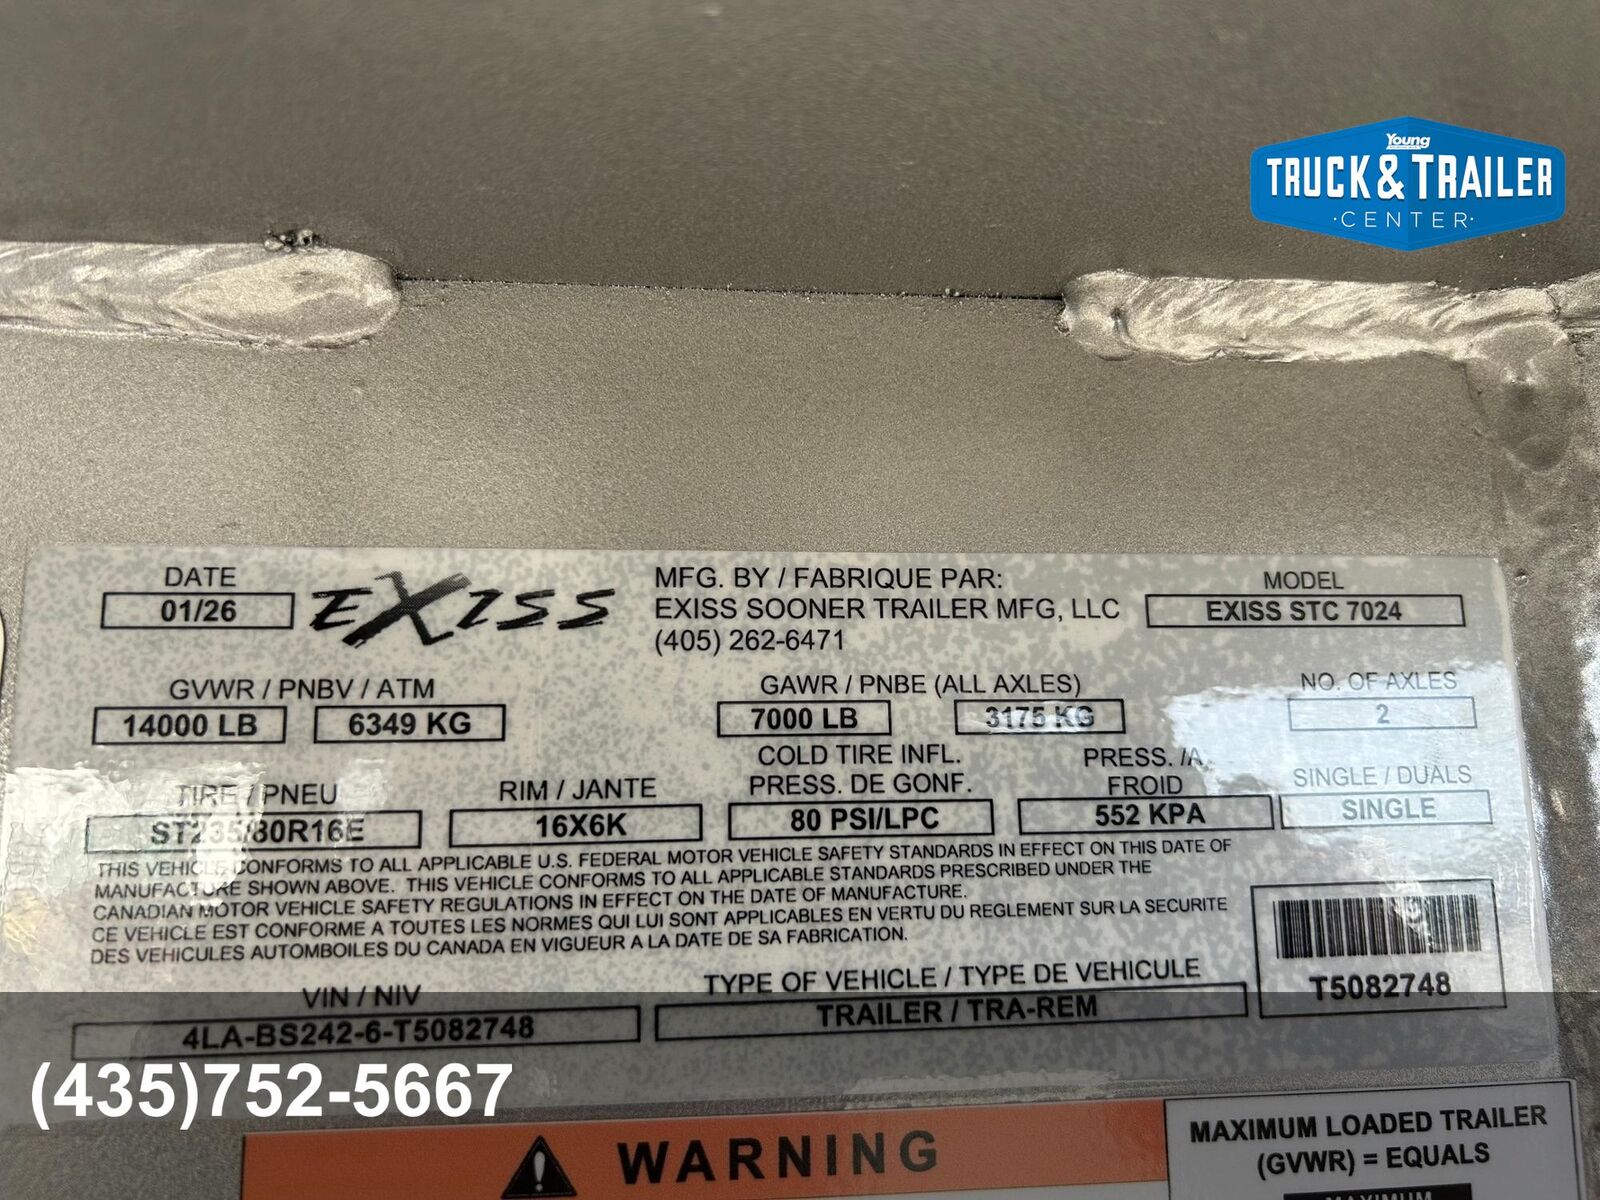 Young
TRUCK & TRAILER
·CENTER·
DATE
01/26
EXISS
MFG. BY / FABRIQUE PAR:
EXISS SOONER TRAILER MFG, LLC
(405) 262-6471
MODEL
EXISS STC 7024
GVWR / PNBV / ATM
14000 LB
6349 KG
GAWR / PNBE (ALL AXLES)
7000 LB
3175 KG
NO. OF AXLES
2
TIRE / PNEU
ST235/80R16E
RIM / JANTE
16X6K
COLD TIRE INFL.
PRESS. DE GONF.
80 PSI/LPC
PRESS. /A
FROID
552 KPA
SINGLE / DUALS
SINGLE
THIS VEHICLE CONFORMS TO ALL APPLICABLE U.S. FEDERAL MOTOR VEHICLE SAFETY STANDARDS IN EFFECT ON THIS DATE OF
MANUFACTURE SHOWN ABOVE. THIS VEHICLE CONFORMS TO ALL APPLICABLE STANDARDS PRESCRIBED UNDER THE
CANADIAN MOTOR VEHICLE SAFETY REGULATIONS IN EFFECT ON THE DATE OF MANUFACTURE.
CE VEHICLE EST CONFORME A TOUTES LES NORMES QUI LUI SONT APPLICABLES EN VERTU DU REGLEMENT SUR LA SECURITE
DES VEHICULES AUTOMBOILES DU CANADA EN VIGUEUR A LA DATE DE SA FABRICATION.
T5082748
VIN / NIV
4LA-BS242-6-T5082748
TYPE OF VEHICLE / TYPE DE VEHICULE
TRAILER / TRA-REM
(435)752-5667
WARNING
MAXIMUM LOADED TRAILER
(GVWR) = EQUALS
MAXIMUM